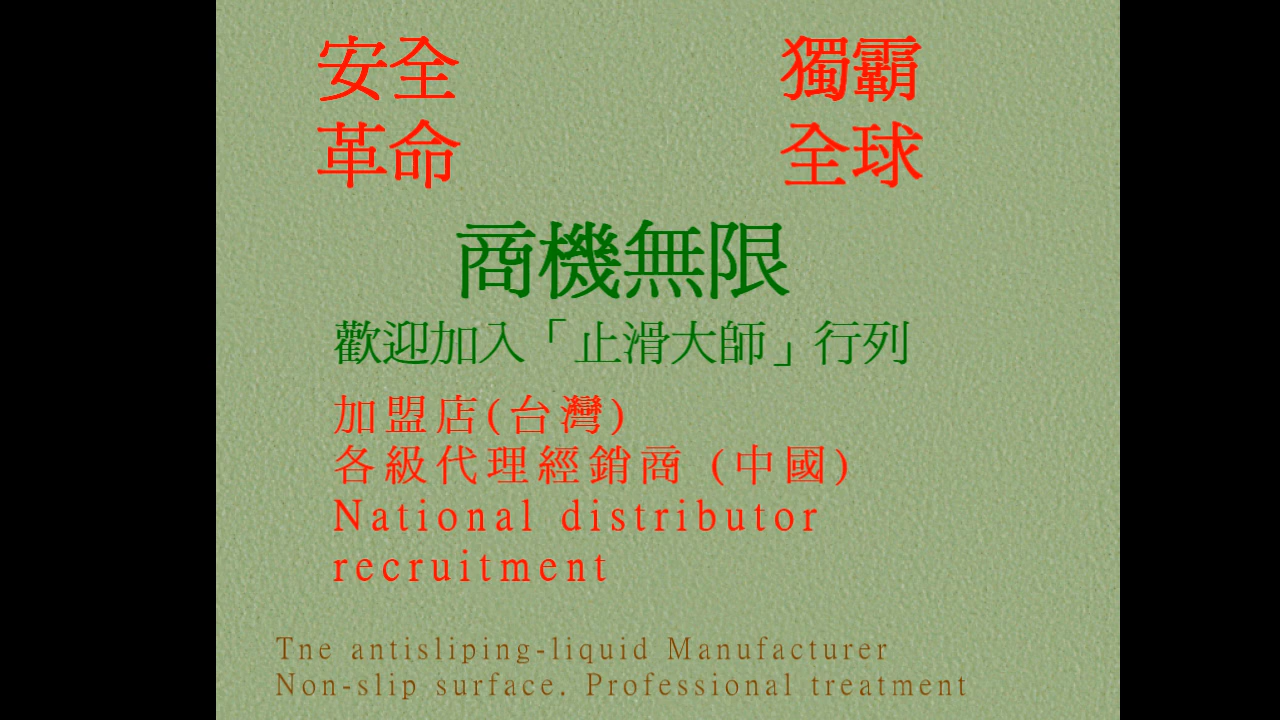 安全
革命
獨霸
全球
商機無限
歡迎加入「止滑大師」行列
加盟店(台灣)
各級代理經銷商 (中國)
National distributor
recruitment
Tne antisliping-liquid Manufacturer
Non-slip surface. Professional treatment